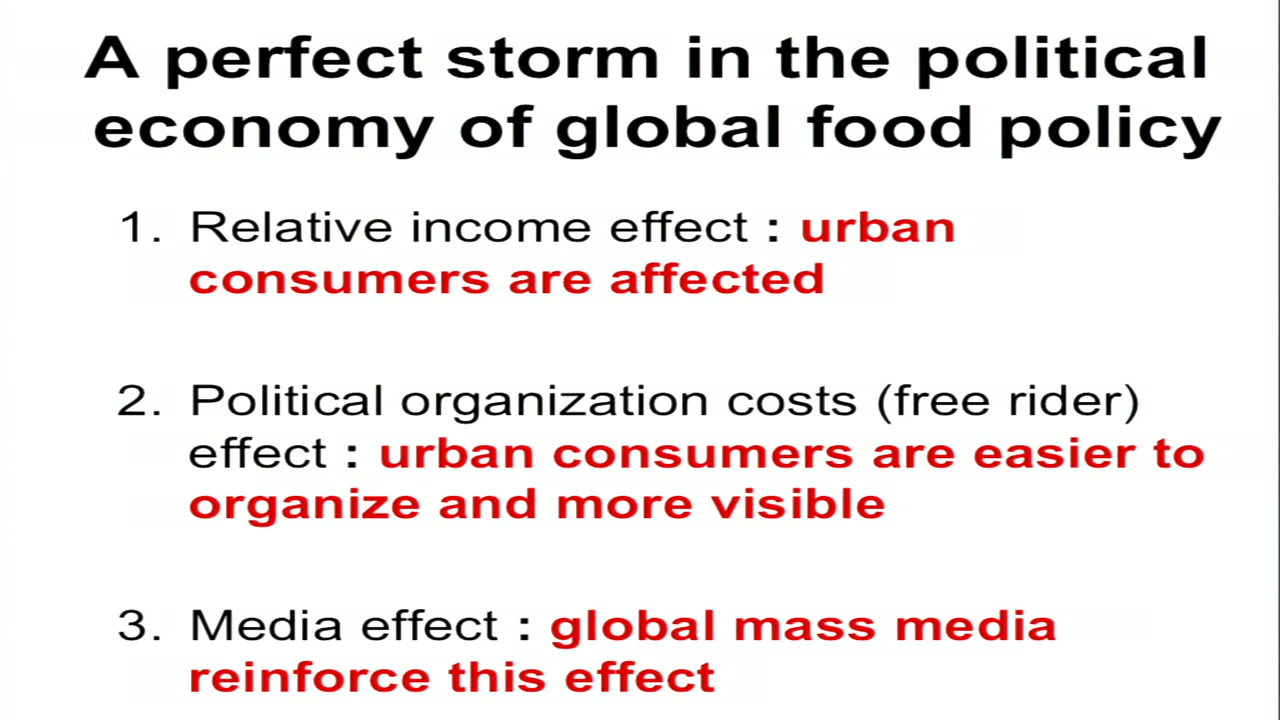 A perfect storm in the political
economy of global food policy
1. Relative income effect : urban
consumers are affected
2. Political organization costs (free rider)
effect : urban consumers are easier to
organize and more visible
3. Media effect : global mass media
reinforce this effect